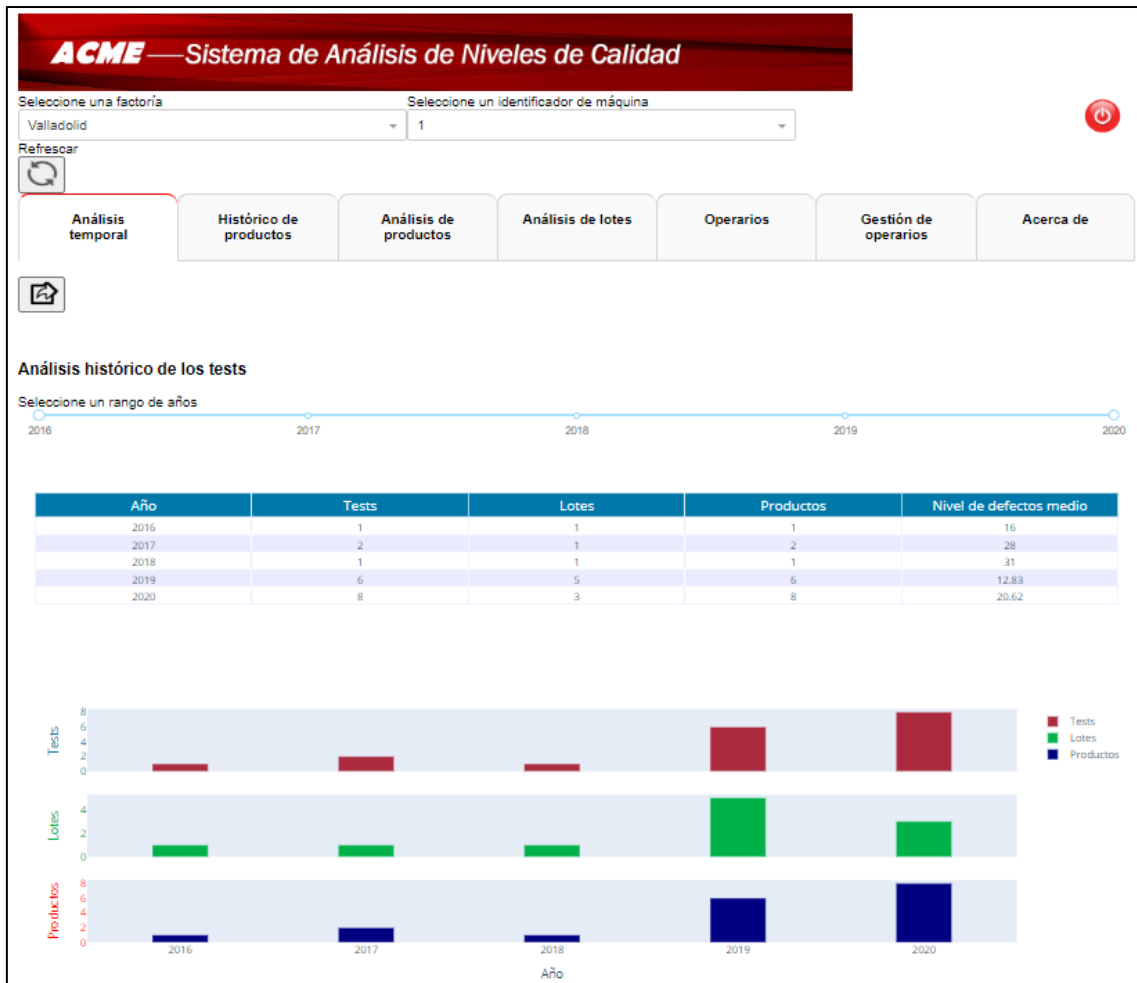 ACME — Sistema de Análisis de Niveles de Calidad
Seleccione una factoría Seleccione un identificador de máquina
Valladolid 1
Refrescar
Análisis temporal Histórico de productos Análisis de productos Análisis de lotes Operarios Gestión de operarios Acerca de
Análisis histórico de los tests
Seleccione un rango de años
2016 2017 2018 2019 2020
Año Tests Lotes Productos Nivel de defectos medio
2016 1 1 1 16
2017 2 1 2 28
2018 1 1 1 31
2019 6 5 6 12.83
2020 8 3 8 20.62
Tests
8
6
4
2
0
Tests
Lotes
Productos
Lotes
4
2
0
Productos
8
6
4
2
0
2016 2017 2018 2019 2020
Año